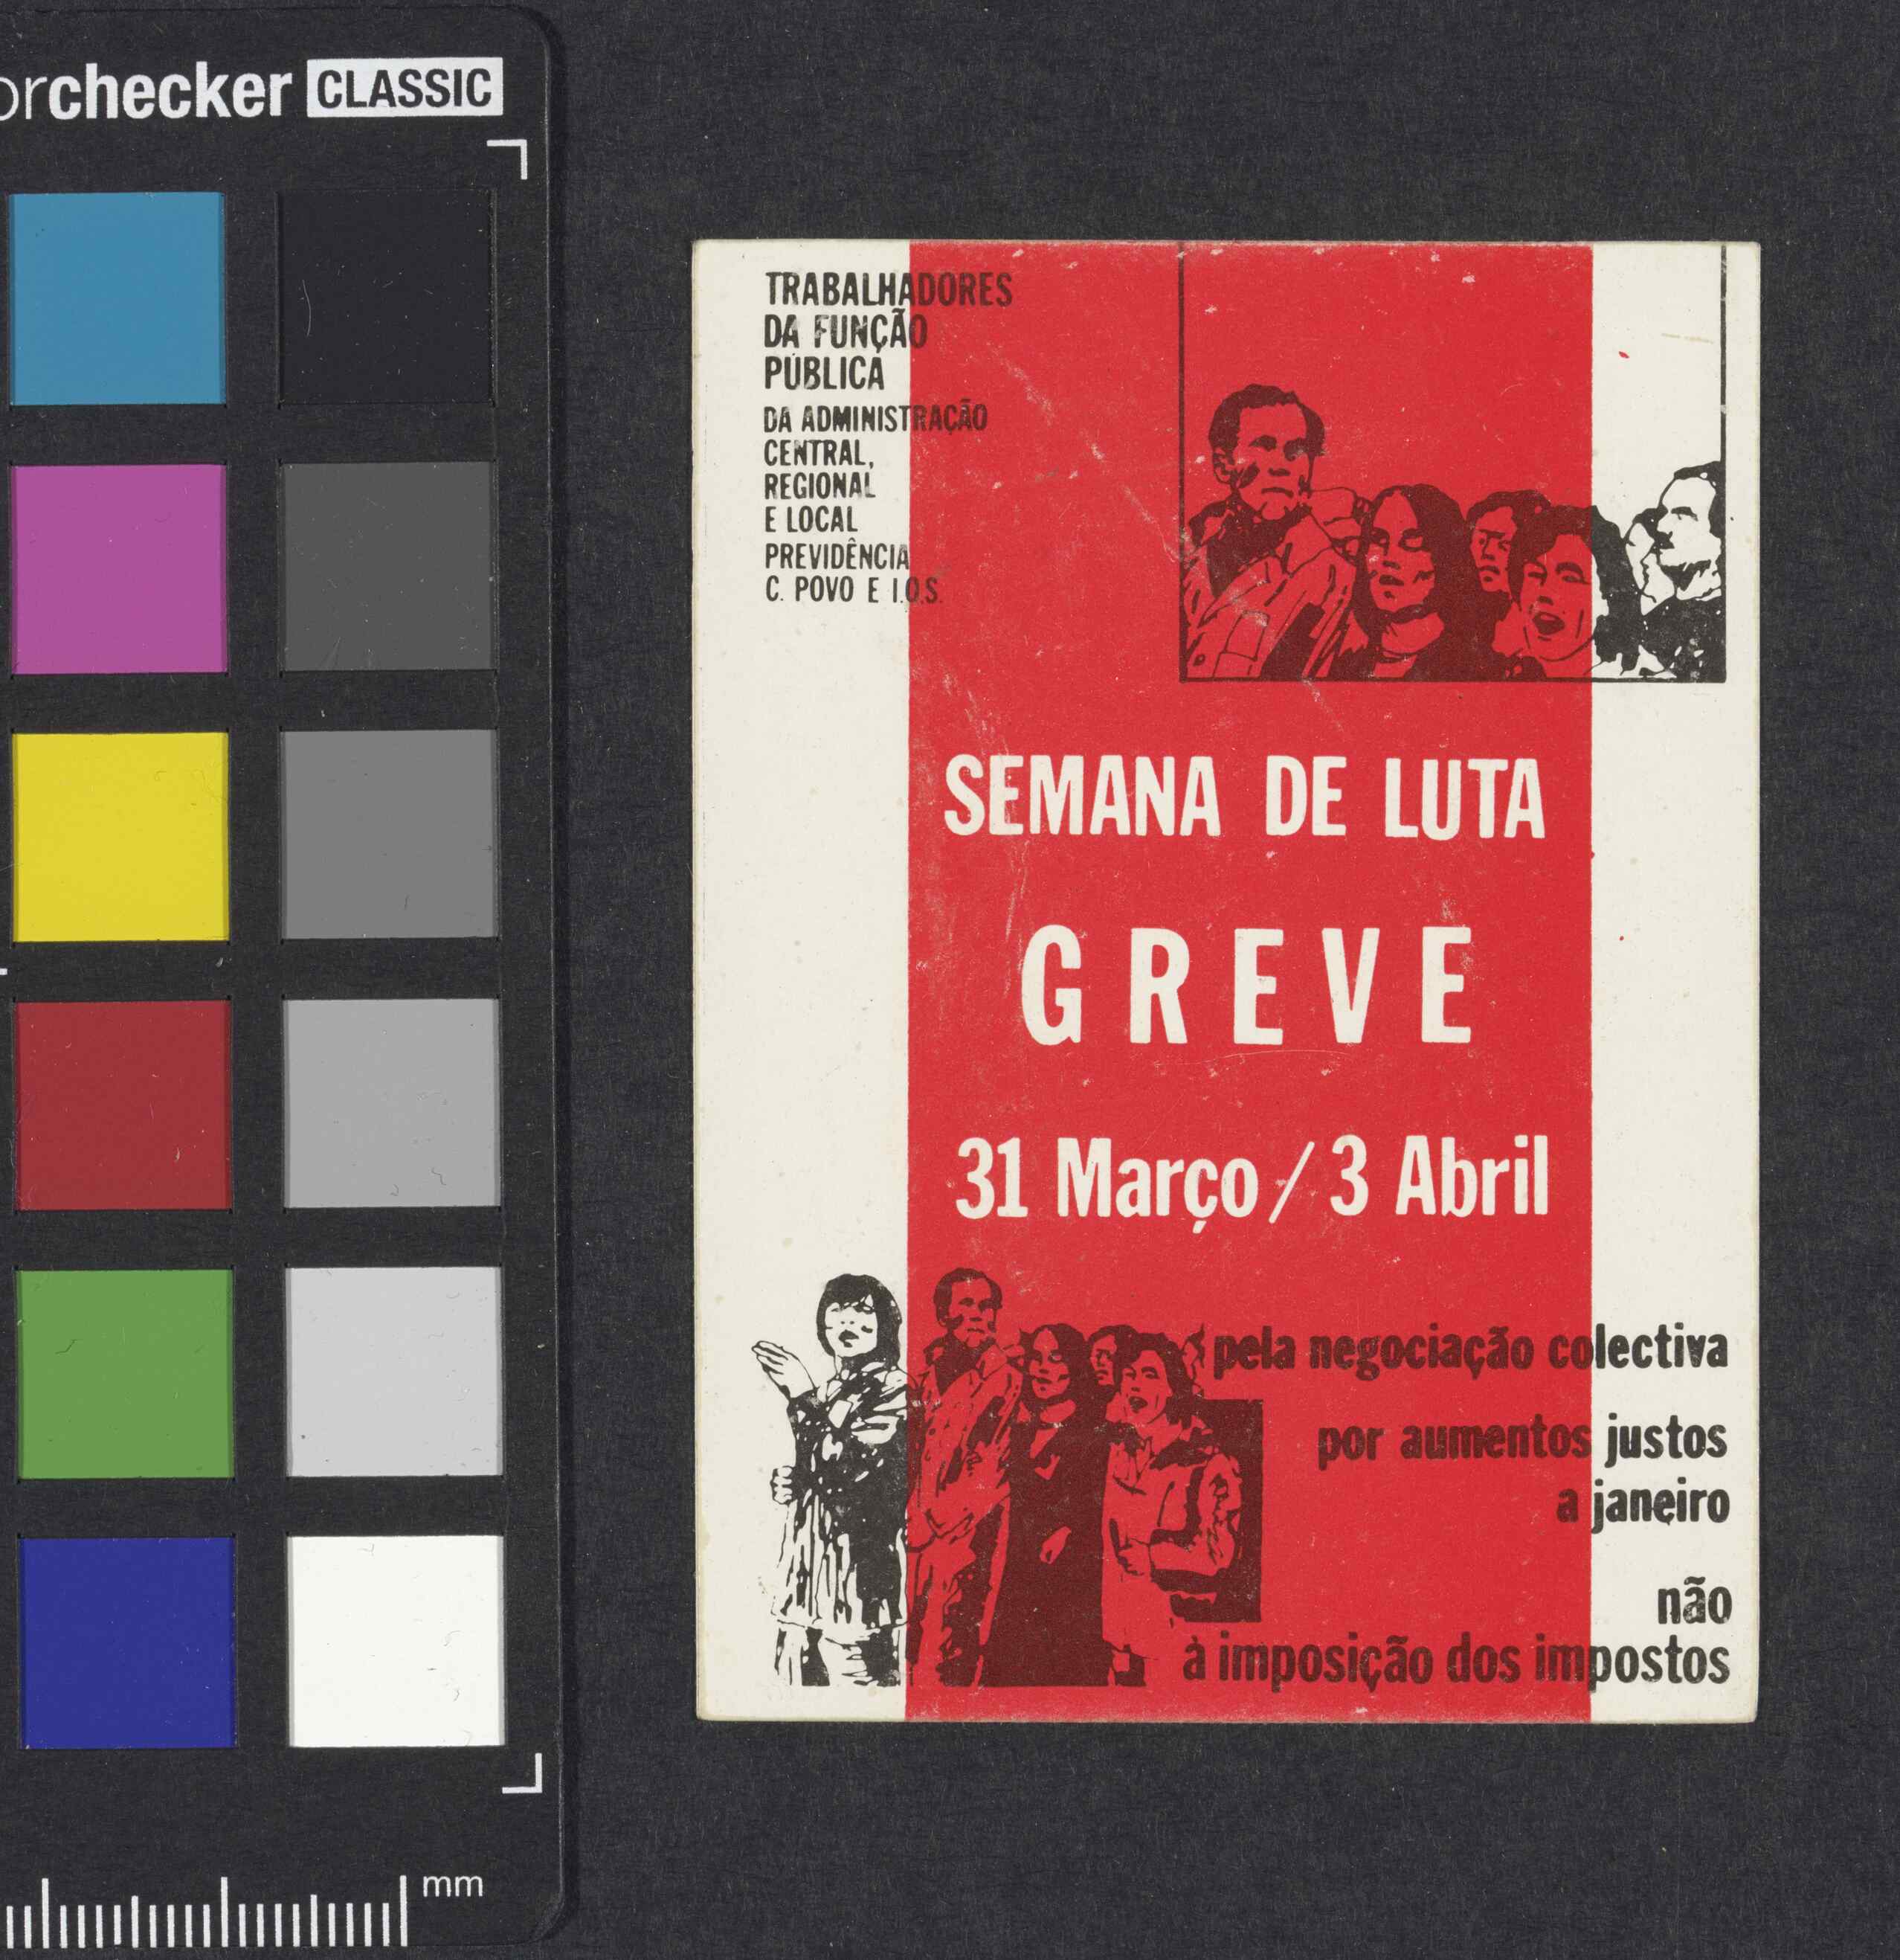 orchecker CLASSIC
TRABALHADORES
DA FUNÇÃO
PÚBLICA
DA ADMINISTRAÇÃO
CENTRAL,
REGIONAL
E LOCAL
PREVIDÊNCIA
C. POVO E I.O.S.
SEMANA DE LUTA
GREVE
31 Março / 3 Abril
pela negociação colectiva
por aumentos justos
a janeiro
não
à imposição dos impostos
mm